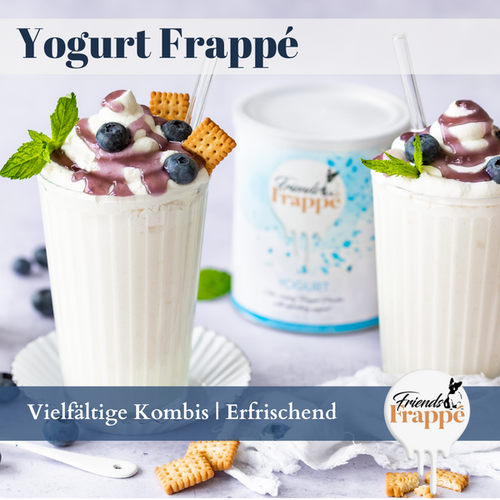 Yogurt Frappé
Friends
Frappé
YOGURT
Vielfältige Kombis | Erfrischend
Friends
Frappé